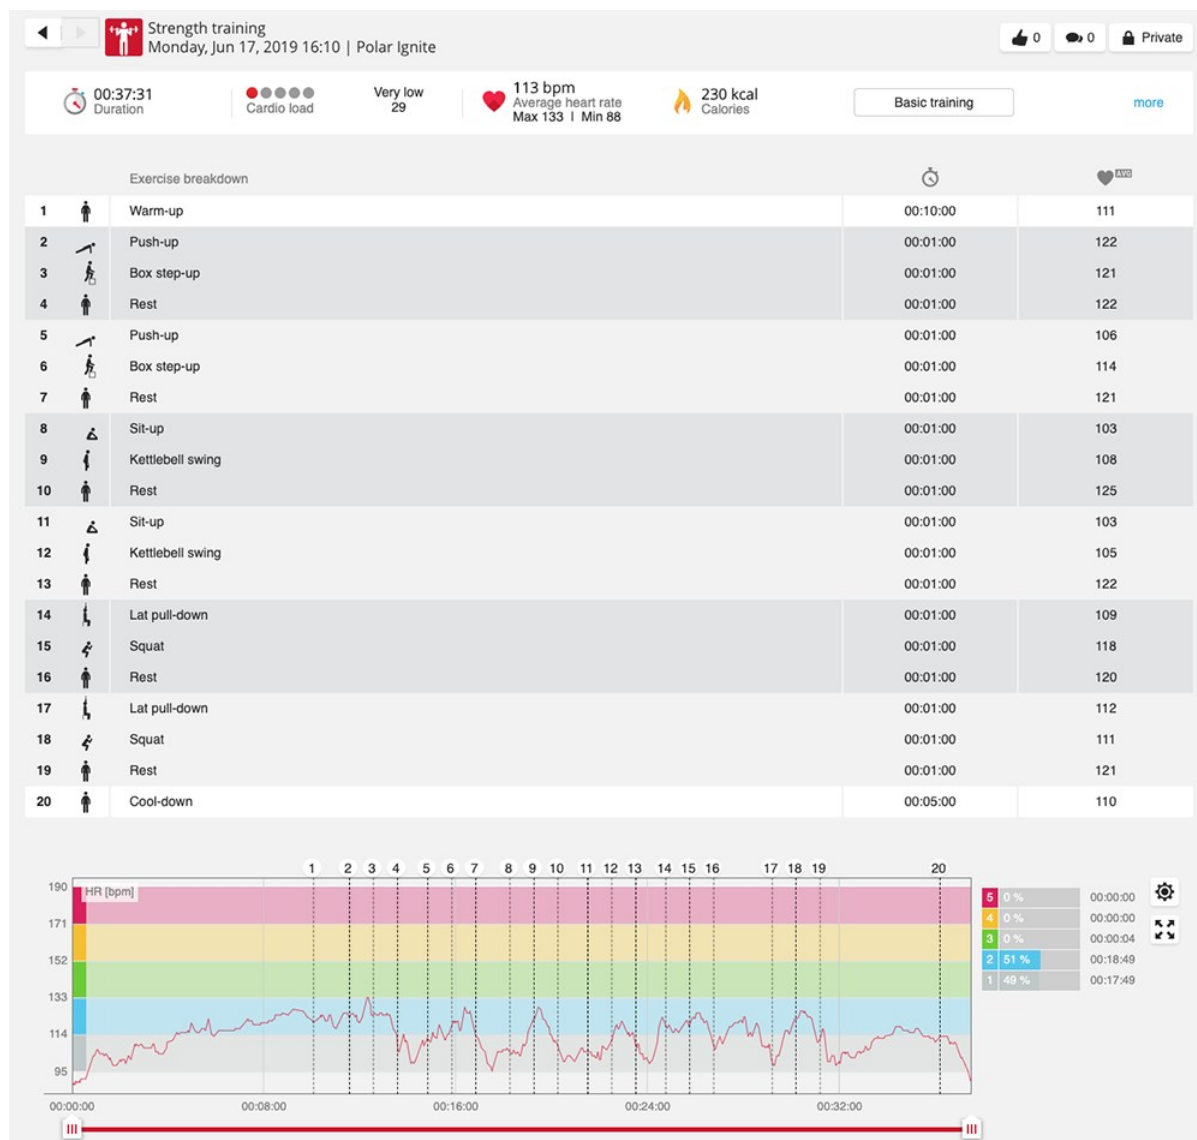 Strength training
Monday, Jun 17, 2019 16:10 | Polar Ignite
0 0 Private
00:37:31
Duration
Cardio load
Very low
29
113 bpm
Average heart rate
Max 133 | Min 88
230 kcal
Calories
Basic training
more
Exercise breakdown AVG
1 Warm-up 00:10:00 111
2 Push-up 00:01:00 122
3 Box step-up 00:01:00 121
4 Rest 00:01:00 122
5 Push-up 00:01:00 106
6 Box step-up 00:01:00 114
7 Rest 00:01:00 121
8 Sit-up 00:01:00 103
9 Kettlebell swing 00:01:00 108
10 Rest 00:01:00 125
11 Sit-up 00:01:00 103
12 Kettlebell swing 00:01:00 105
13 Rest 00:01:00 122
14 Lat pull-down 00:01:00 109
15 Squat 00:01:00 118
16 Rest 00:01:00 120
17 Lat pull-down 00:01:00 112
18 Squat 00:01:00 111
19 Rest 00:01:00 121
20 Cool-down 00:05:00 110
1 2 3 4 5 6 7 8 9 10 11 12 13 14 15 16 17 18 19 20
HR [bpm]
190
171
152
133
114
95
00:00:00 00:08:00 00:16:00 00:24:00 00:32:00
5 0 % 00:00:00
4 0 % 00:00:00
3 0 % 00:00:04
2 51 % 00:18:49
1 49 % 00:17:49